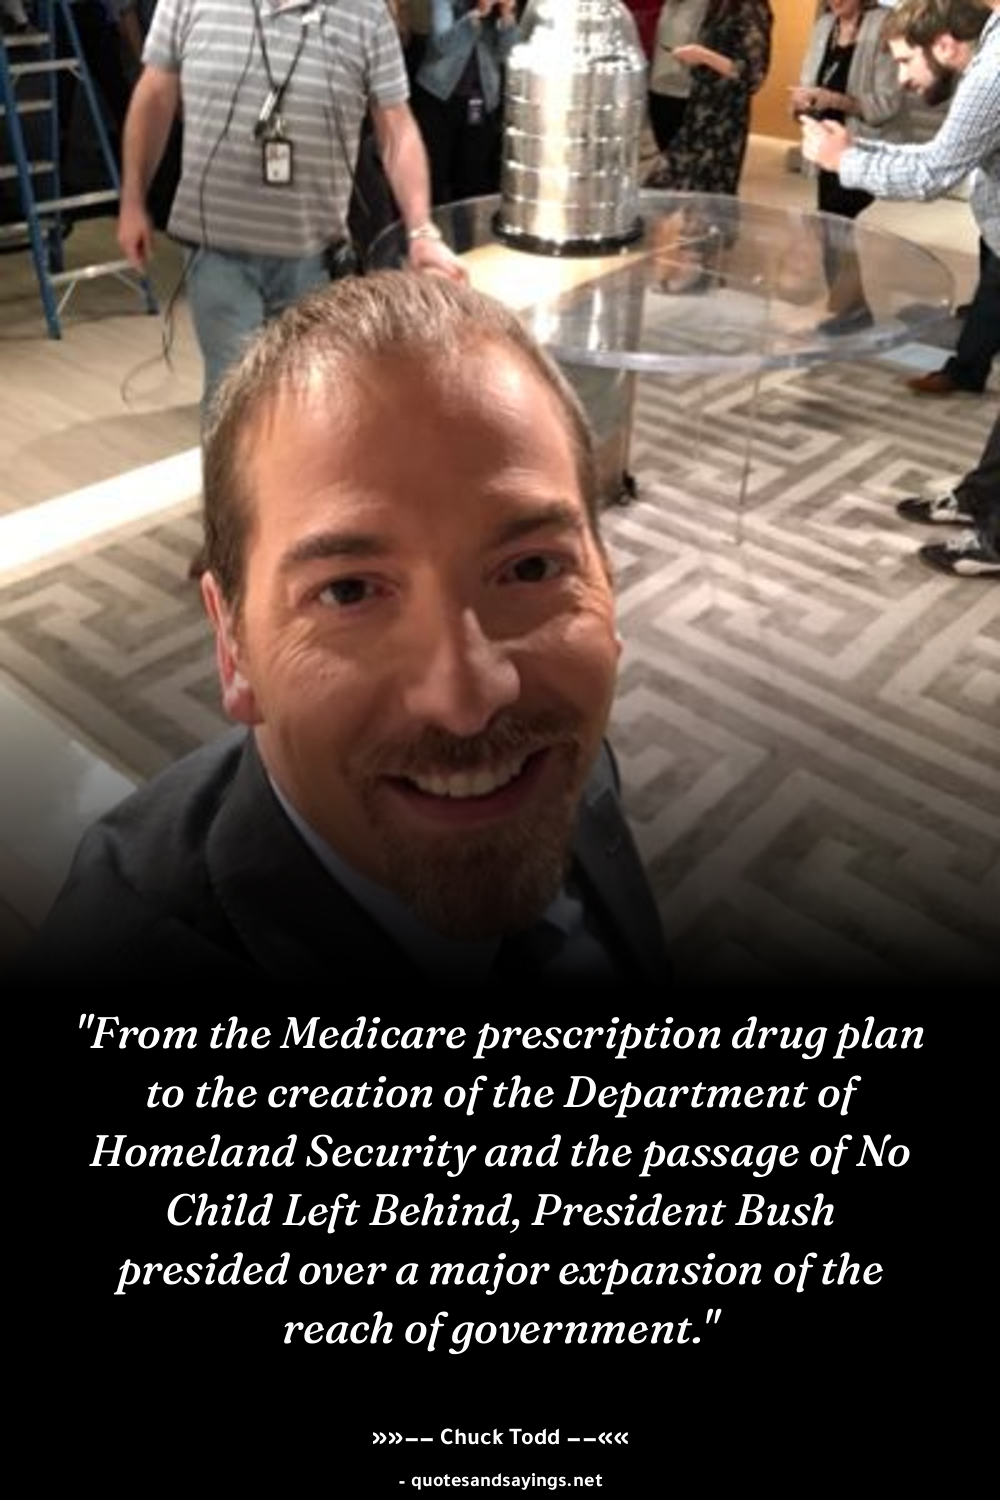 "From the Medicare prescription drug plan
to the creation of the Department of
Homeland Security and the passage of No
Child Left Behind, President Bush
presided over a major expansion of the
reach of government."
»»–– Chuck Todd ––««
- quotesandsayings.net